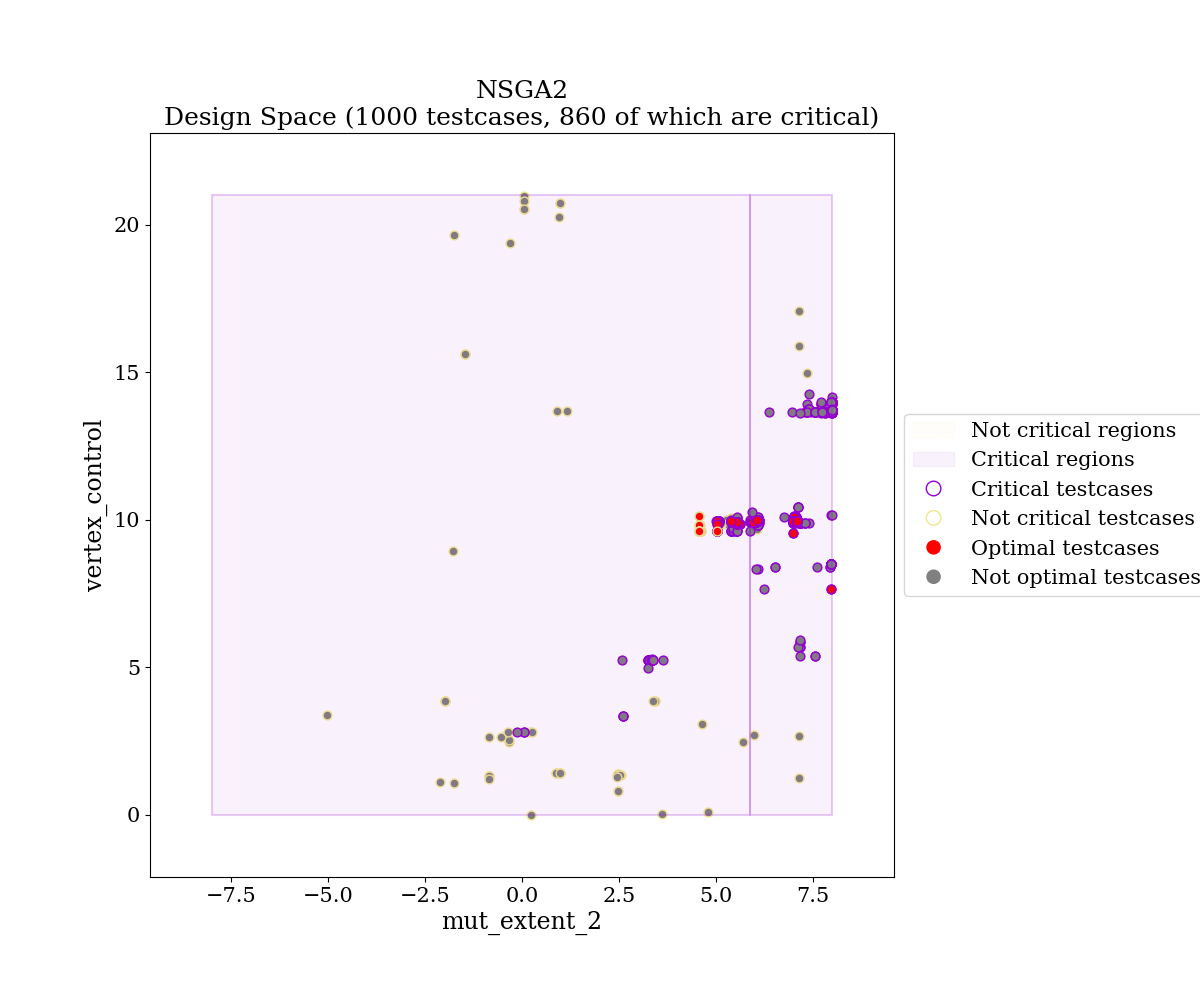 NSGA2
Design Space (1000 testcases, 860 of which are critical)
20
15
10
5
0
vertex_control
−7.5
−5.0
−2.5
0.0
2.5
5.0
7.5
mut_extent_2
Not critical regions
Critical regions
Critical testcases
Not critical testcases
Optimal testcases
Not optimal testcases